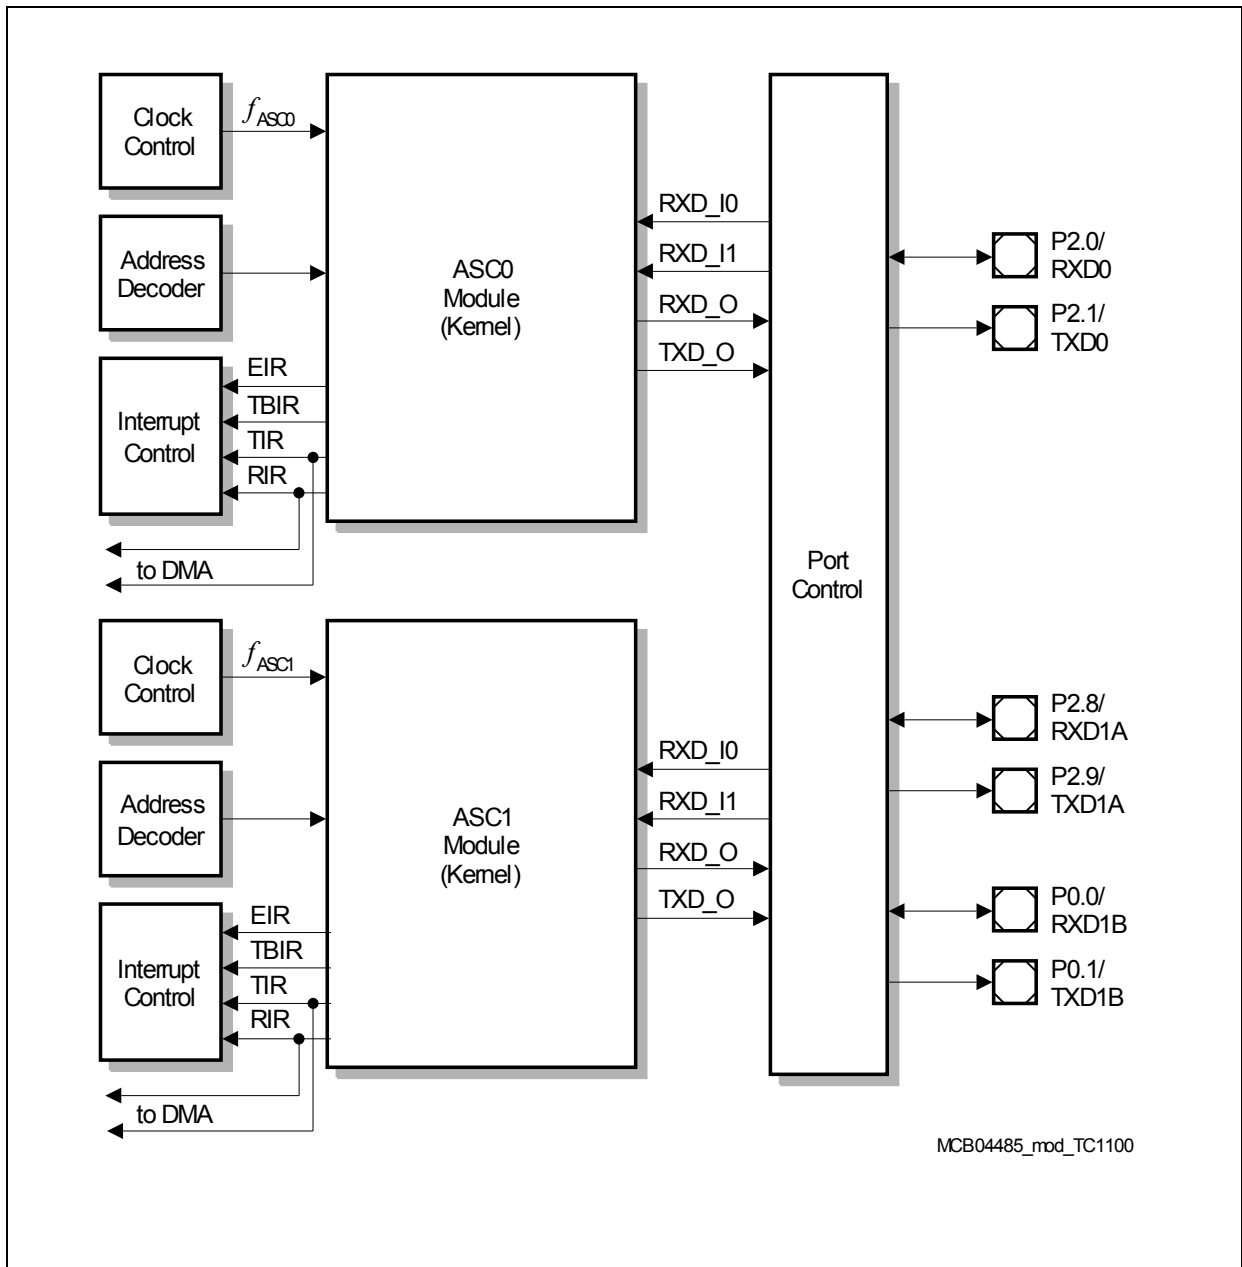 Clock
Control
fASC0
Address
Decoder
Interrupt
Control
EIR
TBIR
TIR
RIR
to DMA
ASC0
Module
(Kernel)
RXD_I0
RXD_I1
RXD_O
TXD_O
Port
Control
P2.0/
RXD0
P2.1/
TXD0
Clock
Control
fASC1
Address
Decoder
Interrupt
Control
EIR
TBIR
TIR
RIR
to DMA
ASC1
Module
(Kernel)
RXD_I0
RXD_I1
RXD_O
TXD_O
P2.8/
RXD1A
P2.9/
TXD1A
P0.0/
RXD1B
P0.1/
TXD1B
MCB04485_mod_TC1100